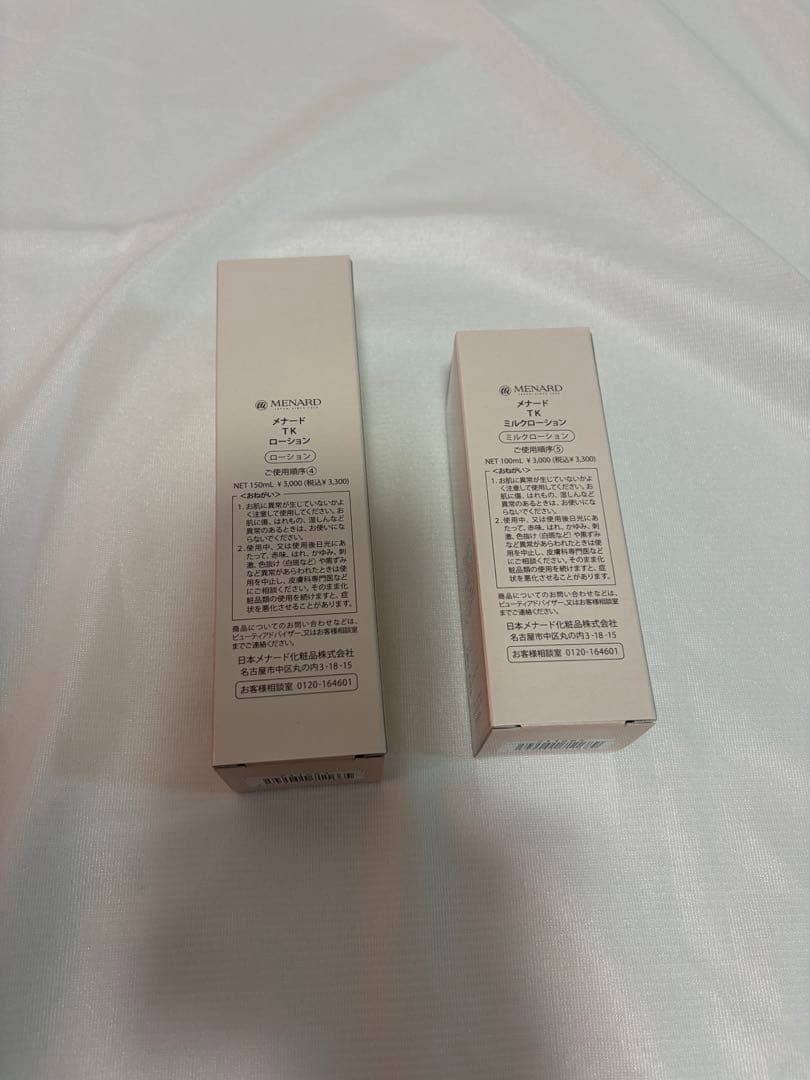 MENARD
JAPAN, SINCE 1959
メナード
TK
ローション
ローション
ご使用順序④
NET 150mL ¥3,000 (税込¥3,300)
<おねがい>
1. お肌に異常が生じていないかよ
く注意して使用してください。お
肌に傷、はれもの、湿しんなど
異常のあるときは、お使いにな
らないでください。
2. 使用中、又は使用後日光にあ
たって、赤味、はれ、かゆみ、刺
激、色抜け(白斑など)や黒ずみ
など異常があらわれたときは使
用を中止し、皮膚科専門医など
にご相談ください。そのまま化
粧品類の使用を続けますと、症
状を悪化させることがあります。
商品についてのお問い合わせなどは、
ビューティアドバイザー、又はお客様相談室
までご連絡ください。
日本メナード化粧品株式会社
名古屋市中区丸の内3-18-15
お客様相談室 0120-164601
MENARD
JAPAN, SINCE 1959
メナード
TK
ミルクローション
ミルクローション
ご使用順序⑤
NET 100mL ¥3,000 (税込¥3,300)
<おねがい>
1. お肌に異常が生じていないかよ
く注意して使用してください。お
肌に傷、はれもの、湿しんなど
異常のあるときは、お使いにな
らないでください。
2. 使用中、又は使用後日光にあ
たって、赤味、はれ、かゆみ、刺
激、色抜け(白斑など)や黒ずみ
など異常があらわれたときは使
用を中止し、皮膚科専門医など
にご相談ください。そのまま化
粧品類の使用を続けますと、症
状を悪化させることがあります。
商品についてのお問い合わせなどは、
ビューティアドバイザー、又はお客様相談室
までご連絡ください。
日本メナード化粧品株式会社
名古屋市中区丸の内3-18-15
お客様相談室 0120-164601